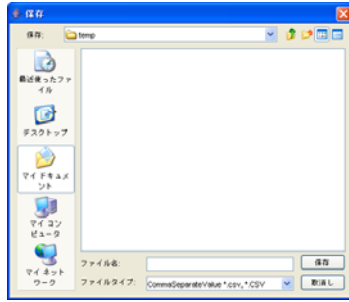 保存
保存:
temp
最近使ったファ
イル
デスクトップ
マイ ドキュメ
ント
マイ コン
ピュータ
マイ ネット
ワーク
ファイル名:
保存
ファイルタイプ:
CommaSeparateValue *.csv, *.CSV
取消し